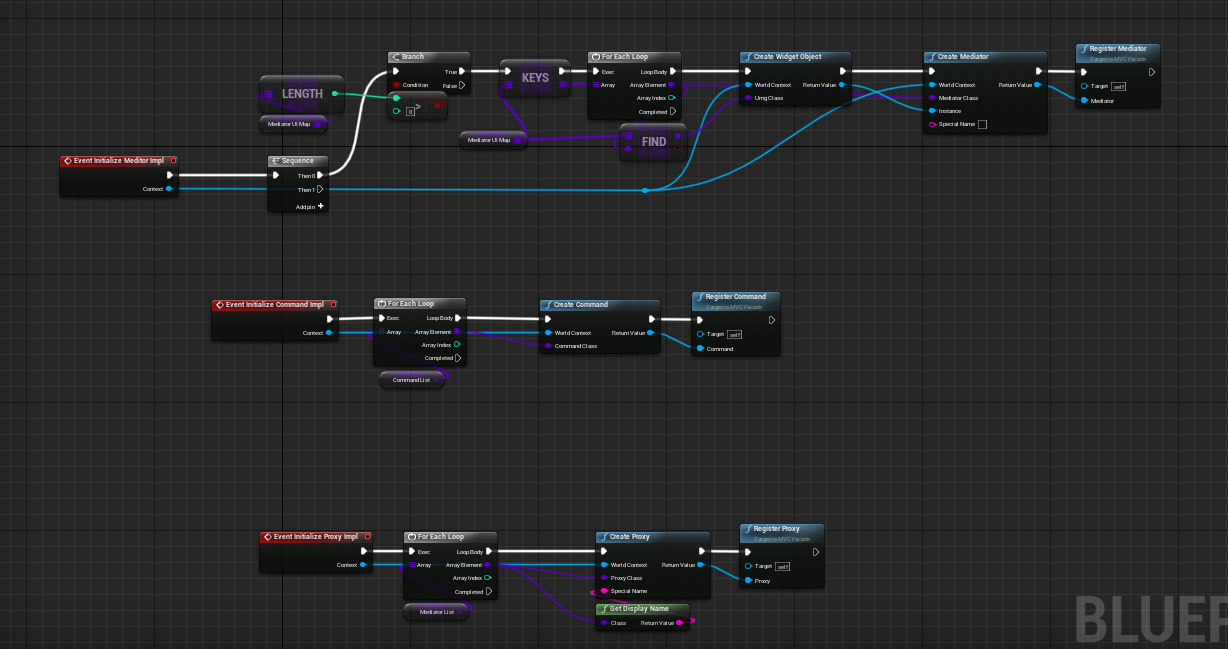 Branch
True
Condition
False
LENGTH
Mediator UI Map
>
0
KEYS
Mediator UI Map
For Each Loop
Exec
Loop Body
Array
Array Element
Array Index
Completed
FIND
Create Widget Object
World Context
Return Value
Umg Class
Create Mediator
World Context
Return Value
Mediator Class
Instance
Special Name
Register Mediator
Target is MVC Facade
Target
self
Mediator
Event Initialize Meditor Impl
Context
Sequence
Then 0
Then 1
Add pin +
Event Initialize Command Impl
Context
For Each Loop
Exec
Loop Body
Array
Array Element
Array Index
Completed
Command List
Create Command
World Context
Return Value
Command Class
Register Command
Target is MVC Facade
Target
self
Command
Event Initialize Proxy Impl
Context
For Each Loop
Exec
Loop Body
Array
Array Element
Array Index
Completed
Mediator List
Create Proxy
World Context
Return Value
Proxy Class
Special Name
Get Display Name
Class
Return Value
Register Proxy
Target is MVC Facade
Target
self
Proxy
BLUEP